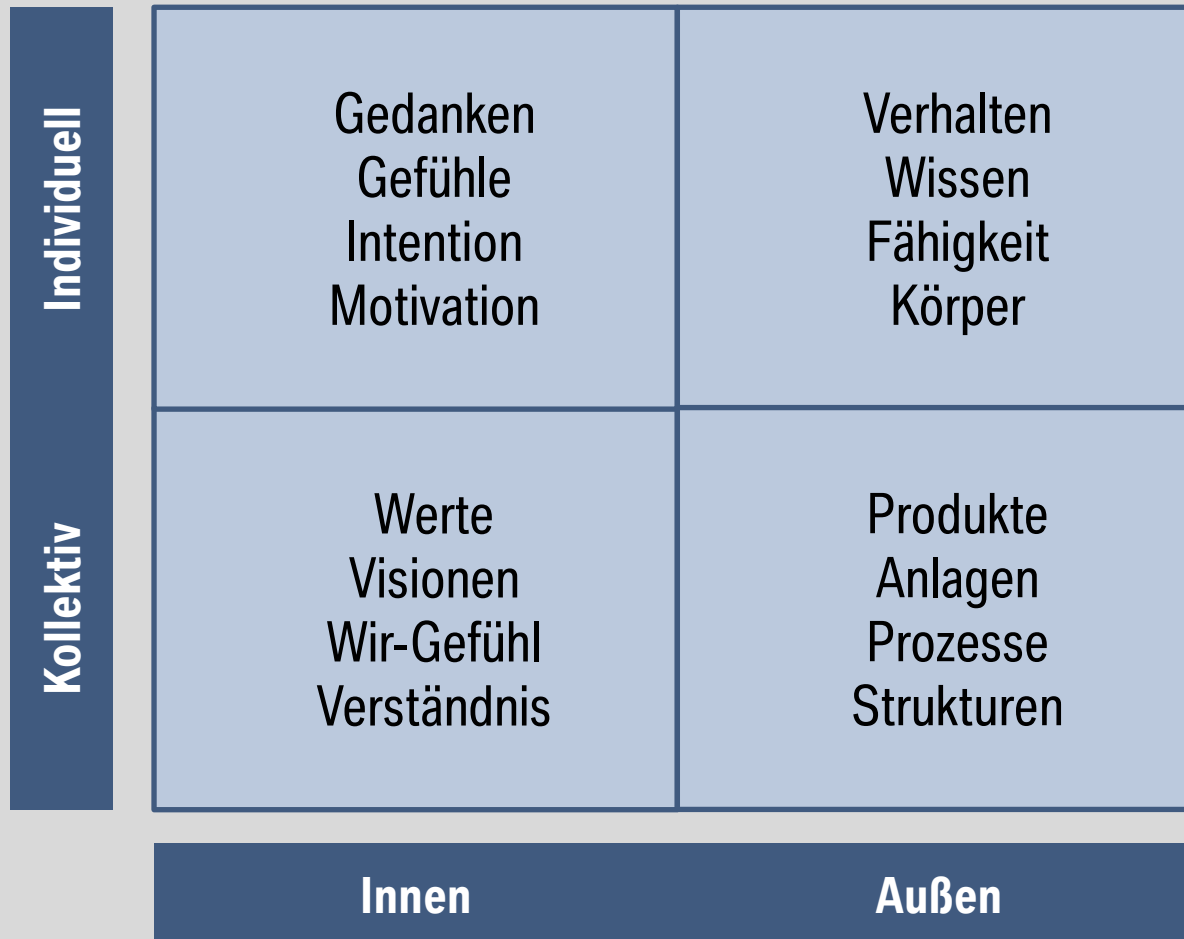 Individuell
Gedanken
Gefühle
Intention
Motivation
Verhalten
Wissen
Fähigkeit
Körper
Kollektiv
Werte
Visionen
Wir-Gefühl
Verständnis
Produkte
Anlagen
Prozesse
Strukturen
Innen
Außen